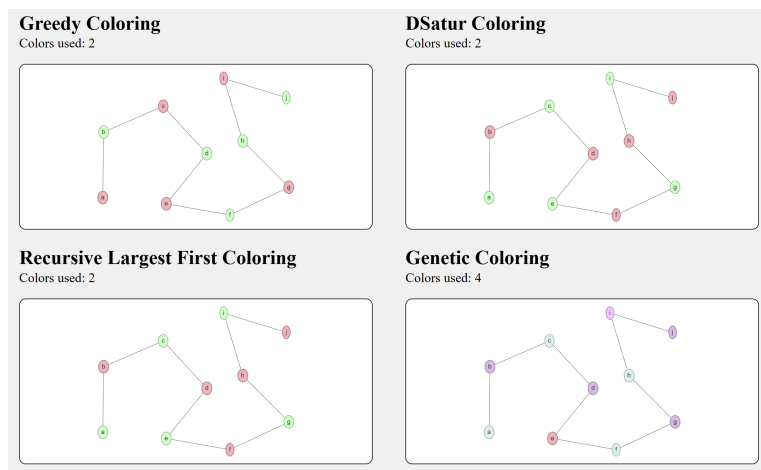 Greedy Coloring
Colors used: 2
i
j
c
b
h
d
g
a
e
f
DSatur Coloring
Colors used: 2
i
j
c
b
h
d
g
a
e
f
Recursive Largest First Coloring
Colors used: 2
i
j
c
b
h
d
g
a
e
f
Genetic Coloring
Colors used: 4
i
j
c
b
h
d
g
a
e
f